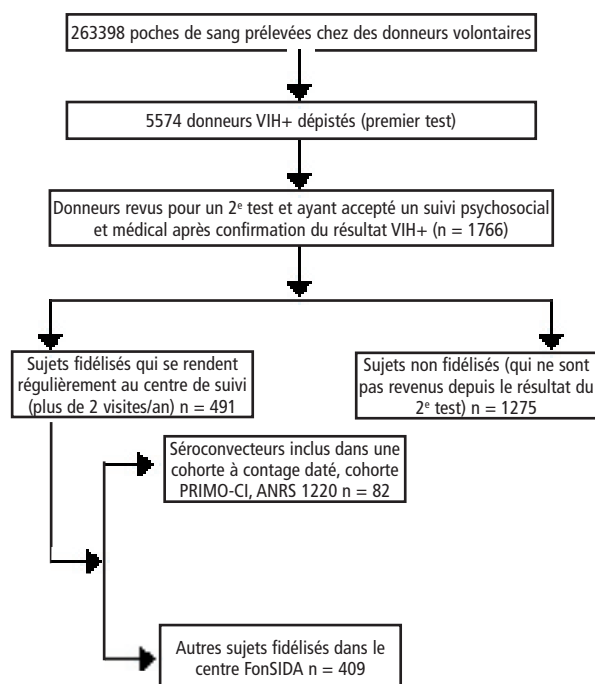 263398 poches de sang prélevées chez des donneurs volontaires
5574 donneurs VIH+ dépistés (premier test)
Donneurs revus pour un 2e test et ayant accepté un suivi psychosocial
et médical après confirmation du résultat VIH+ (n = 1766)
Sujets fidélisés qui se rendent
régulièrement au centre de suivi
(plus de 2 visites/an) n = 491
Sujets non fidélisés (qui ne sont
pas revenus depuis le résultat du
2e test) n = 1275
Séroconvecteurs inclus dans une
cohorte à contage daté, cohorte
PRIMO-CI, ANRS 1220 n = 82
Autres sujets fidélisés dans le
centre FonSIDA n = 409